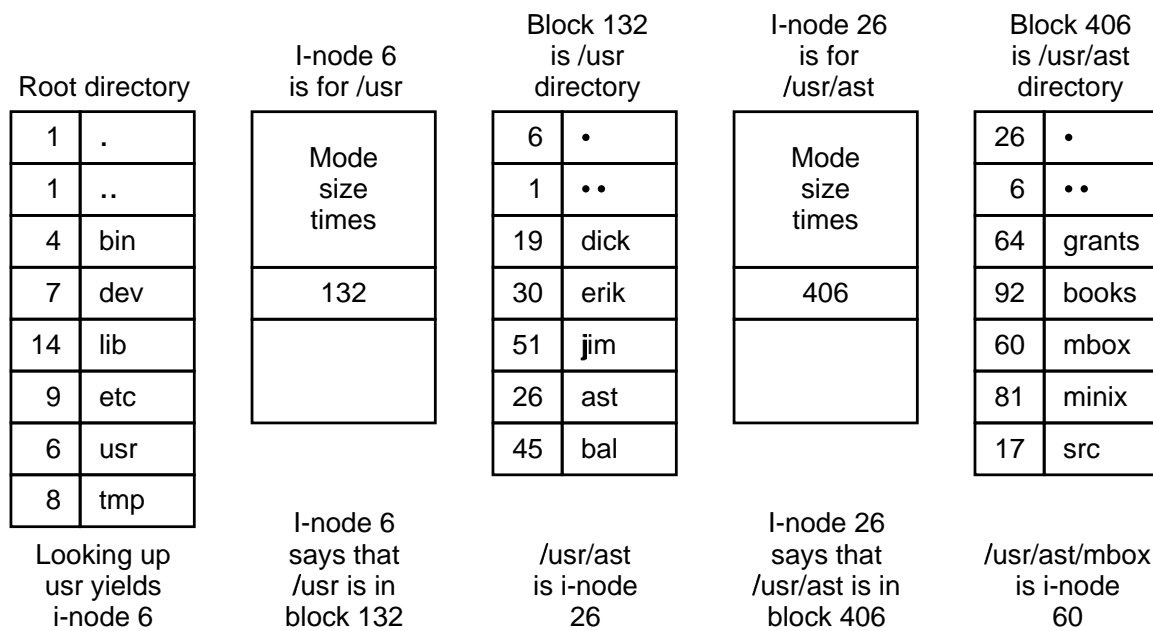 Root directory
1 .
1 ..
4 bin
7 dev
14 lib
9 etc
6 usr
8 tmp
Looking up
usr yields
i-node 6
I-node 6
is for /usr
Mode
size
times
132
I-node 6
says that
/usr is in
block 132
Block 132
is /usr
directory
6 •
1 ••
19 dick
30 erik
51 jim
26 ast
45 bal
/usr/ast
is i-node
26
I-node 26
is for
/usr/ast
Mode
size
times
406
I-node 26
says that
/usr/ast is in
block 406
Block 406
is /usr/ast
directory
26 •
6 ••
64 grants
92 books
60 mbox
81 minix
17 src
/usr/ast/mbox
is i-node
60